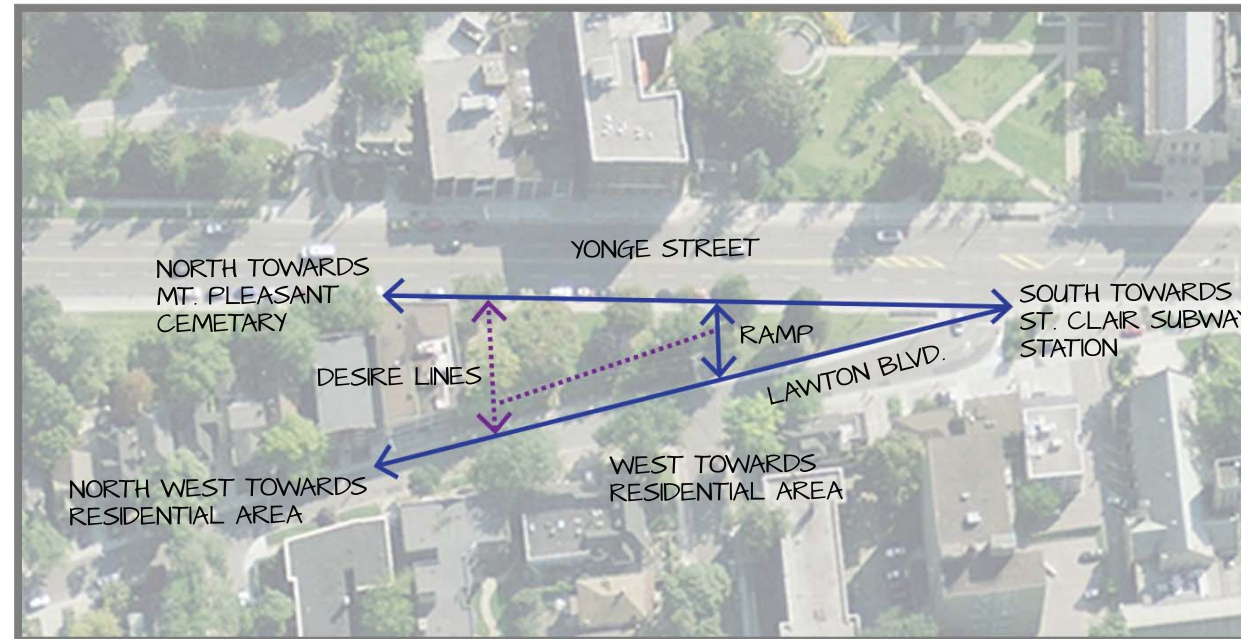 YONGE STREET
NORTH TOWARDS
MT. PLEASANT
CEMETARY
SOUTH TOWARDS
ST. CLAIR SUBWAY
STATION
RAMP
DESIRE LINES
LAWTON BLVD.
WEST TOWARDS
RESIDENTIAL AREA
NORTH WEST TOWARDS
RESIDENTIAL AREA